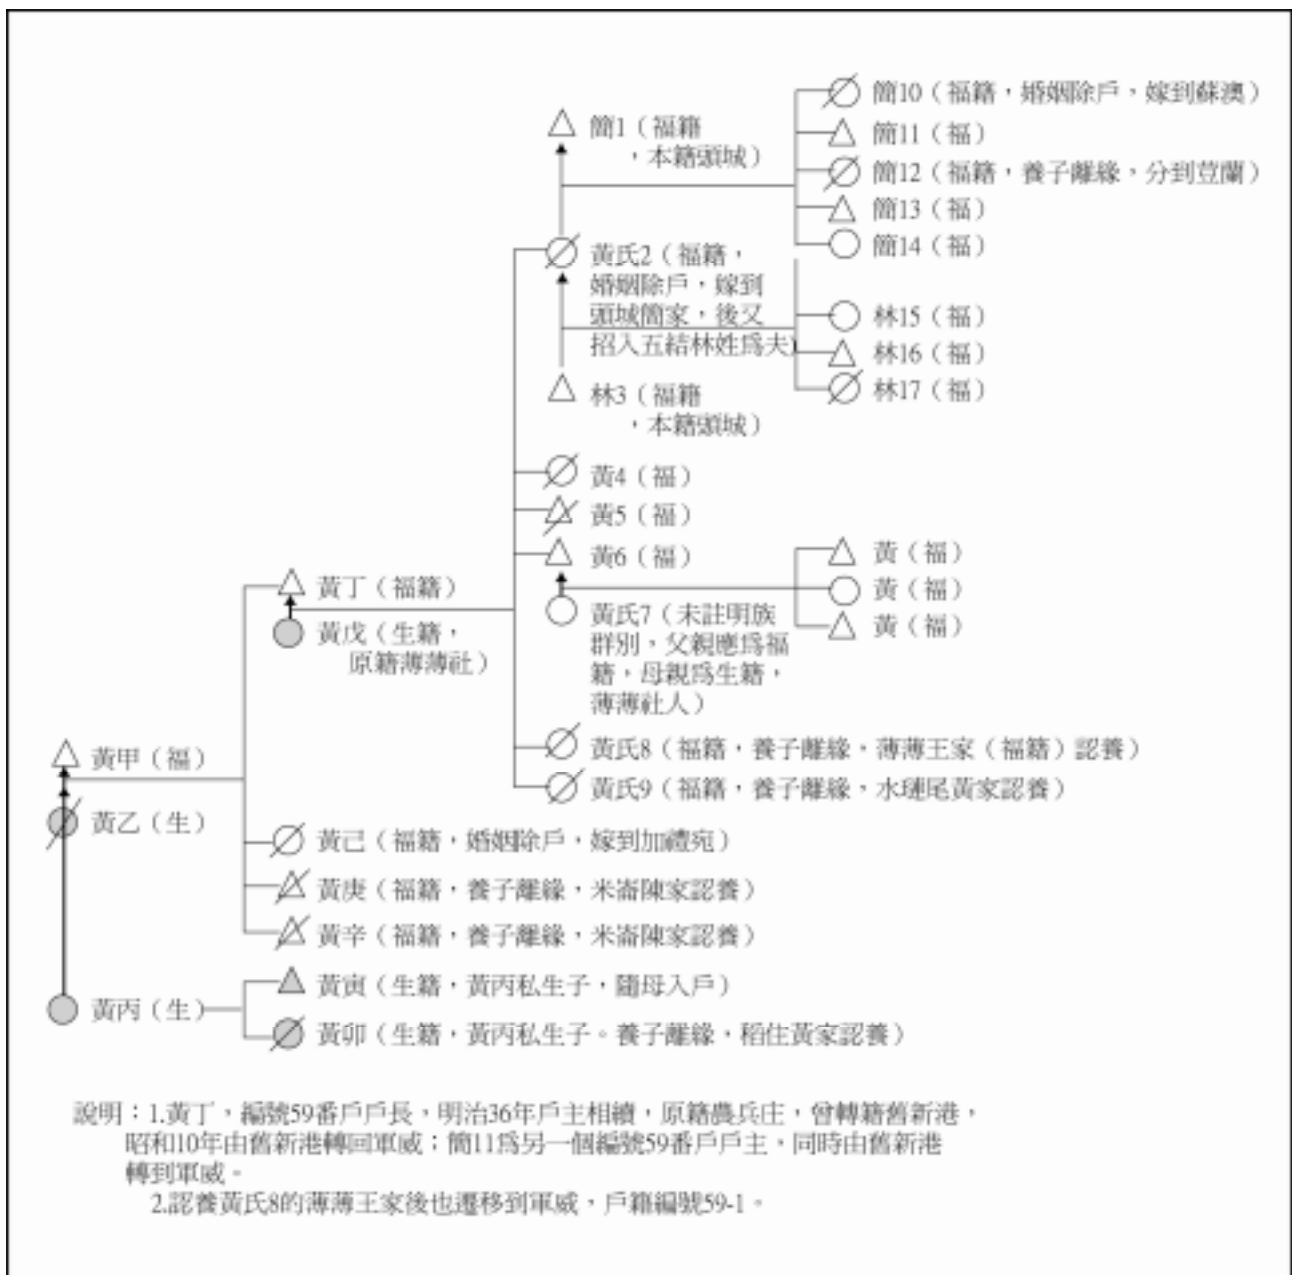 簡10（福籍，婚姻除戶，嫁到蘇澳）
簡1（福籍
，本籍頭城）
簡11（福）
簡12（福籍，養子離緣，分到荳蘭）
簡13（福）
簡14（福）
黃氏2（福籍，
婚姻除戶，嫁到
頭城簡家，後又
招入五結林姓爲夫）
林15（福）
林16（福）
林17（福）
林3（福籍
，本籍頭城）
黃4（福）
黃5（福）
黃6（福）
黃（福）
黃（福）
黃（福）
黃丁（福籍）
黃戊（生籍，
原籍薄薄社）
黃氏7（未註明族
群別，父親應爲福
籍，母親爲生籍，
薄薄社人）
黃氏8（福籍，養子離緣，薄薄王家（福籍）認養）
黃氏9（福籍，養子離緣，水璉尾黃家認養）
黃甲（福）
黃乙（生）
黃己（福籍，婚姻除戶，嫁到加禮宛）
黃庚（福籍，養子離緣，米崙陳家認養）
黃辛（福籍，養子離緣，米崙陳家認養）
黃寅（生籍，黃丙私生子，隨母入戶）
黃丙（生）
黃卯（生籍，黃丙私生子。養子離緣，稻住黃家認養）
說明：1.黃丁，編號59番戶戶長，明治36年戶主相續，原籍農兵庄，曾轉籍舊新港，
昭和10年由舊新港轉回軍威；簡11爲另一個編號59番戶戶主，同時由舊新港
轉到軍威。
2.認養黃氏8的薄薄王家後也遷移到軍威，戶籍編號59-1。